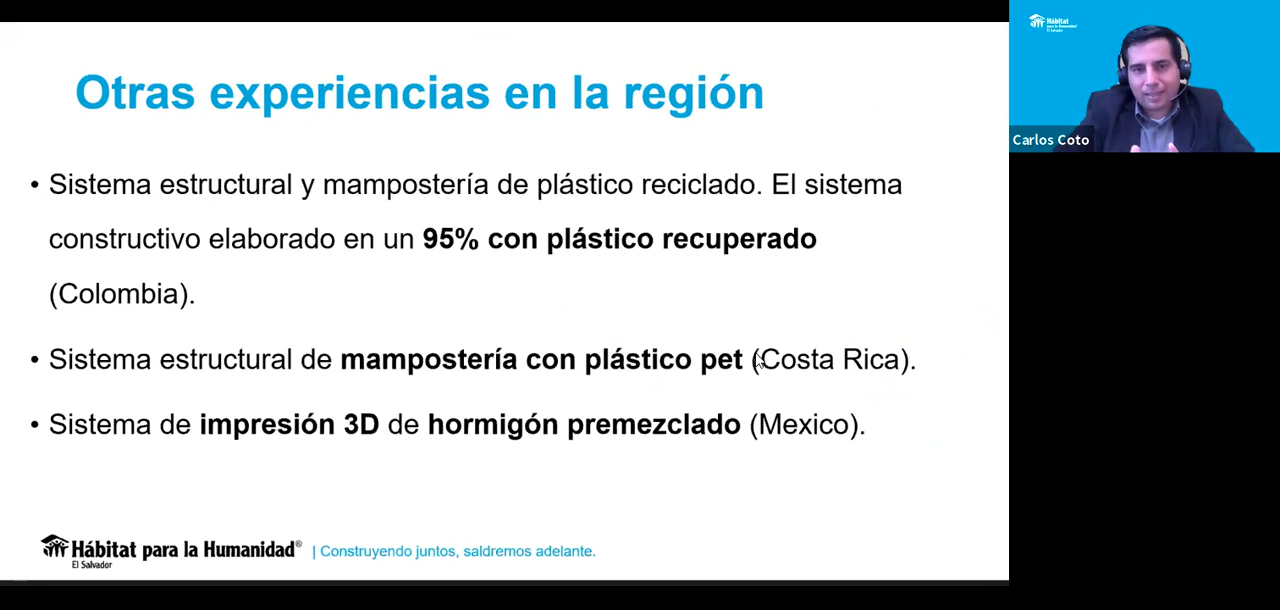 Otras experiencias en la región
• Sistema estructural y mampostería de plástico reciclado. El sistema
constructivo elaborado en un 95% con plástico recuperado
(Colombia).
• Sistema estructural de mampostería con plástico pet (Costa Rica).
• Sistema de impresión 3D de hormigón premezclado (Mexico).
Hábitat para la Humanidad® | Construyendo juntos, saldremos adelante.
El Salvador
Hábitat
para la Humanidad
El Salvador
Carlos Coto